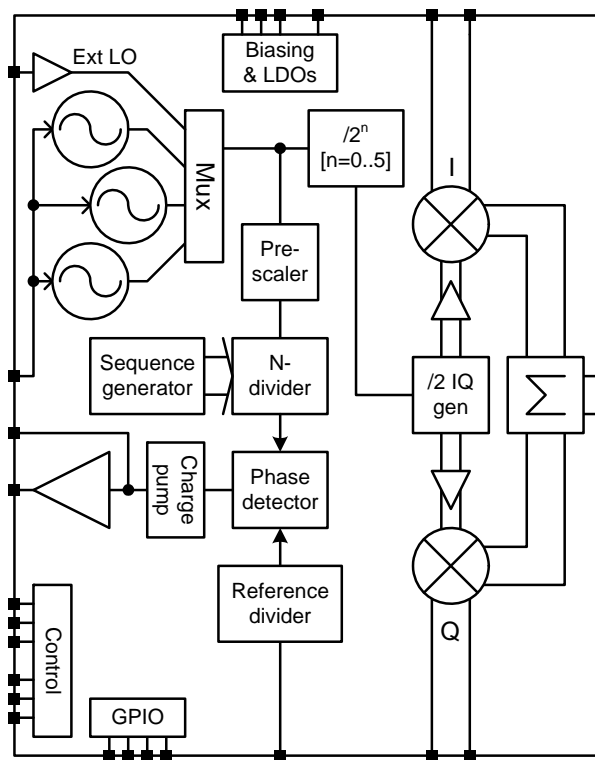 Ext LO
Biasing
& LDOs
/2ⁿ
[n=0..5]
Mux
I
Pre-
scaler
Sequence
generator
N-
divider
/2 IQ
gen
Σ
Charge
pump
Phase
detector
Reference
divider
Q
Control
GPIO